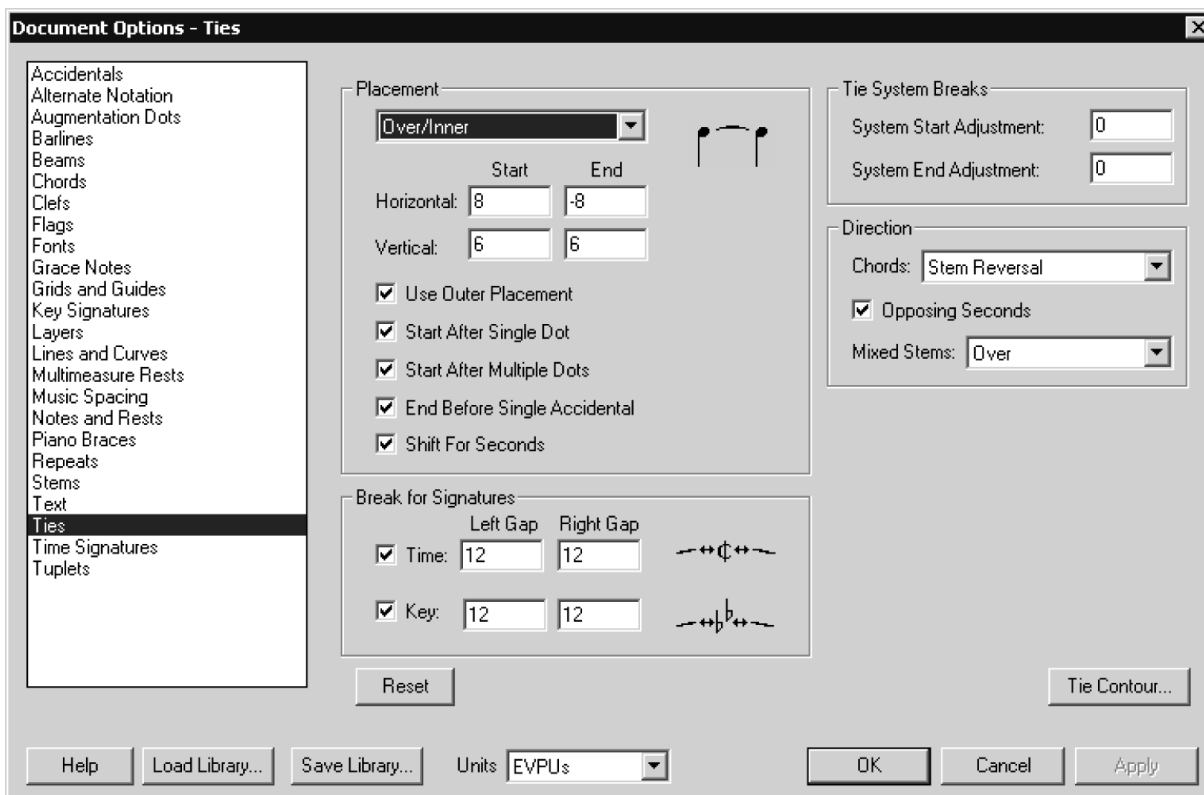 Document Options - Ties
Accidentals
Alternate Notation
Augmentation Dots
Barlines
Beams
Chords
Clefs
Flags
Fonts
Grace Notes
Grids and Guides
Key Signatures
Layers
Lines and Curves
Multimeasure Rests
Music Spacing
Notes and Rests
Piano Braces
Repeats
Stems
Text
Ties
Time Signatures
Tuplets
Placement
Over/Inner
Start End
Horizontal: 8 -8
Vertical: 6 6
Use Outer Placement
Start After Single Dot
Start After Multiple Dots
End Before Single Accidental
Shift For Seconds
Break for Signatures
Left Gap Right Gap
Time: 12 12
Key: 12 12
Reset
Tie System Breaks
System Start Adjustment: 0
System End Adjustment: 0
Direction
Chords: Stem Reversal
Opposing Seconds
Mixed Stems: Over
Tie Contour...
Help Load Library... Save Library... Units EVPUs OK Cancel Apply